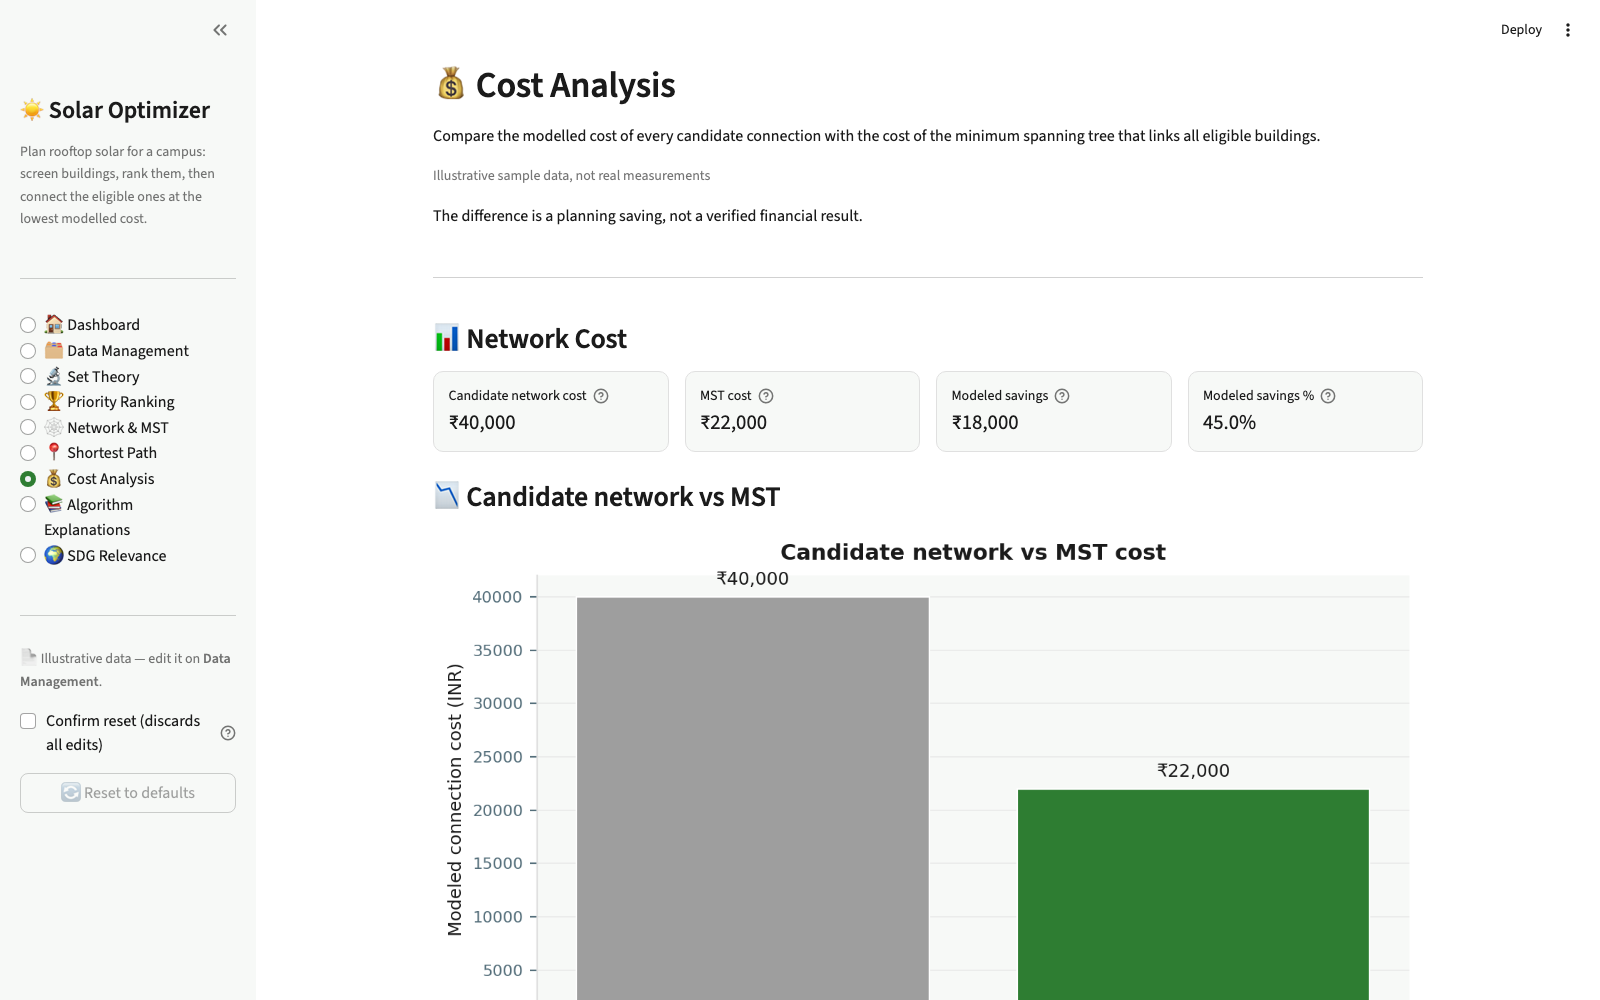 Deploy
☀️ Solar Optimizer
Plan rooftop solar for a campus:
screen buildings, rank them, then
connect the eligible ones at the
lowest modelled cost.
🏠 Dashboard
🗂️ Data Management
🔬 Set Theory
🏆 Priority Ranking
🕸️ Network & MST
📍 Shortest Path
💰 Cost Analysis
📚 Algorithm
Explanations
🌍 SDG Relevance
Illustrative data — edit it on Data
Management.
Confirm reset (discards
all edits)
🔄 Reset to defaults
💰 Cost Analysis
Compare the modelled cost of every candidate connection with the cost of the minimum spanning tree that links all eligible buildings.
Illustrative sample data, not real measurements
The difference is a planning saving, not a verified financial result.
📊 Network Cost
Candidate network cost
₹40,000
MST cost
₹22,000
Modeled savings
₹18,000
Modeled savings %
45.0%
📉 Candidate network vs MST
Candidate network vs MST cost
₹40,000
₹22,000
Modeled connection cost (INR)
40000
35000
30000
25000
20000
15000
10000
5000